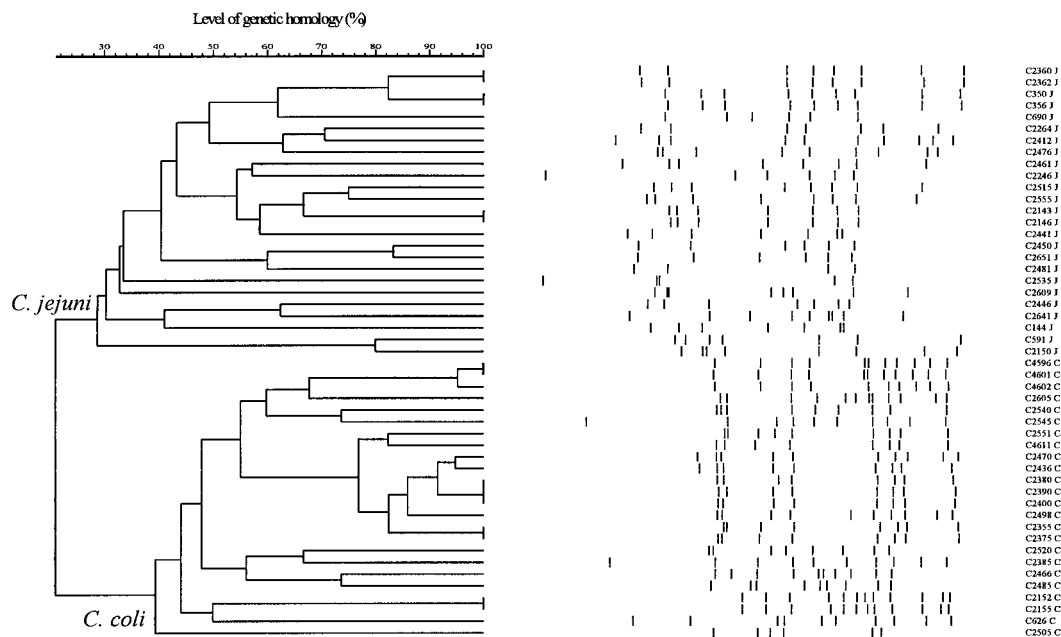 Level of genetic homology (%)
30 40 50 60 70 80 90 100
C2360 J
C2362 J
C350 J
C356 J
C690 J
C2264 J
C2412 J
C2476 J
C2461 J
C2246 J
C2515 J
C2555 J
C2143 J
C2146 J
C2441 J
C2450 J
C2651 J
C2481 J
C2535 J
C2609 J
C. jejuni
C2446 J
C2641 J
C144 J
C591 J
C2150 J
C4596 C
C4601 C
C4602 C
C2605 C
C2540 C
C2545 C
C2551 C
C4611 C
C2470 C
C2436 C
C2380 C
C2390 C
C2400 C
C2498 C
C2355 C
C2375 C
C2520 C
C2385 C
C2466 C
C2485 C
C2152 C
C2155 C
C. coli
C626 C
C2505 C